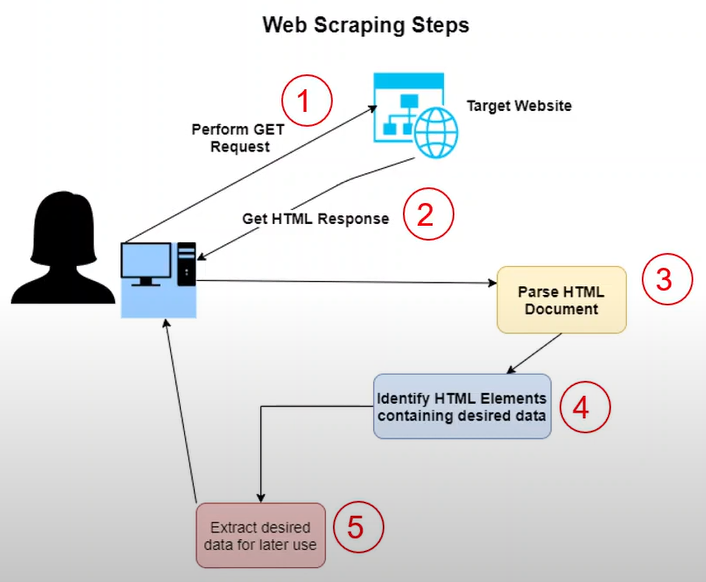 Web Scraping Steps
1
Target Website
Perform GET
Request
Get HTML Response
2
3
Parse HTML
Document
Identify HTML Elements
containing desired data
4
Extract desired
data for later use
5